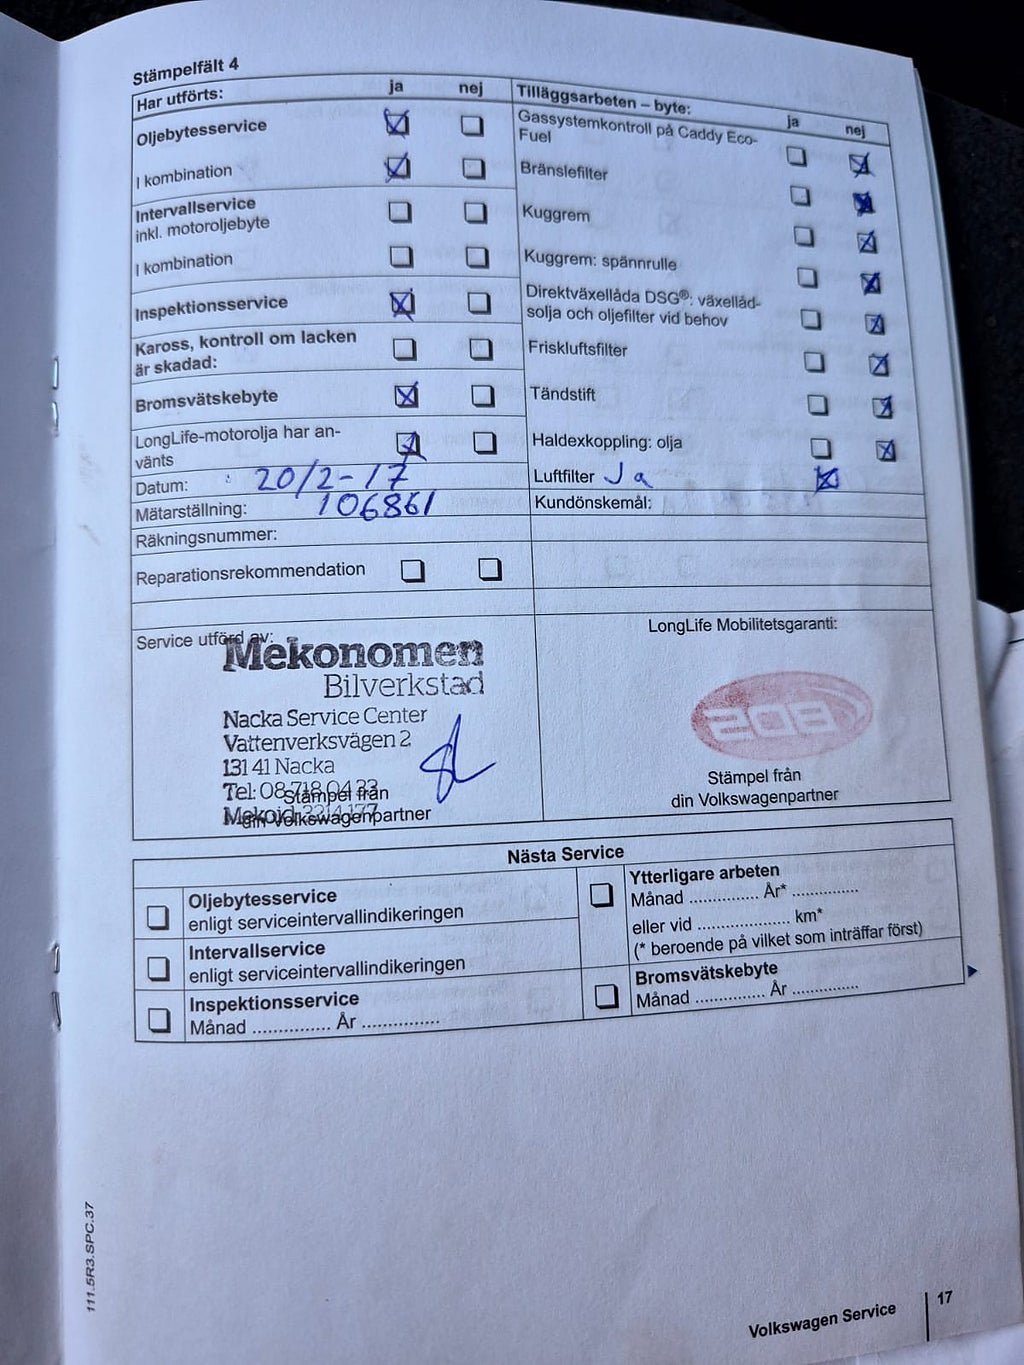 Stämpelfält 4
Har utförts: ja nej
Oljebytesservice
I kombination
Intervallservice
inkl. motoroljebyte
I kombination
Inspektionsservice
Kaross, kontroll om lacken
är skadad:
Bromsvätskebyte
LongLife-motorolja har an-
vänts
Datum: 20/2-17
Mätarställning: 106861
Räkningsnummer:
Reparationsrekommendation
Tilläggsarbeten – byte: ja nej
Gassystemkontroll på Caddy Eco-
Fuel
Bränslefilter
Kuggrem
Kuggrem: spännrulle
Direktväxellåda DSG®: växellåd-
solja och oljefilter vid behov
Friskluftsfilter
Tändstift
Haldexkoppling: olja
Luftfilter Ja
Kundönskemål:
Service utförd av:
Mekonomen
Bilverkstad
Nacka Service Center
Vattenverksvägen 2
131 41 Nacka
Tel: 08-718 04 23
Stämpel från
Mekoid:
din Volkswagenpartner
LongLife Mobilitetsgaranti:
Stämpel från
din Volkswagenpartner
Nästa Service
Oljebytesservice
enligt serviceintervallindikeringen
Intervallservice
enligt serviceintervallindikeringen
Inspektionsservice
Månad ............... År ...............
Ytterligare arbeten
Månad .............. År* ..............
eller vid ................... km*
(* beroende på vilket som inträffar först)
Bromsvätskebyte
Månad .............. År ..............
111.5R3.SPC.37
Volkswagen Service 17